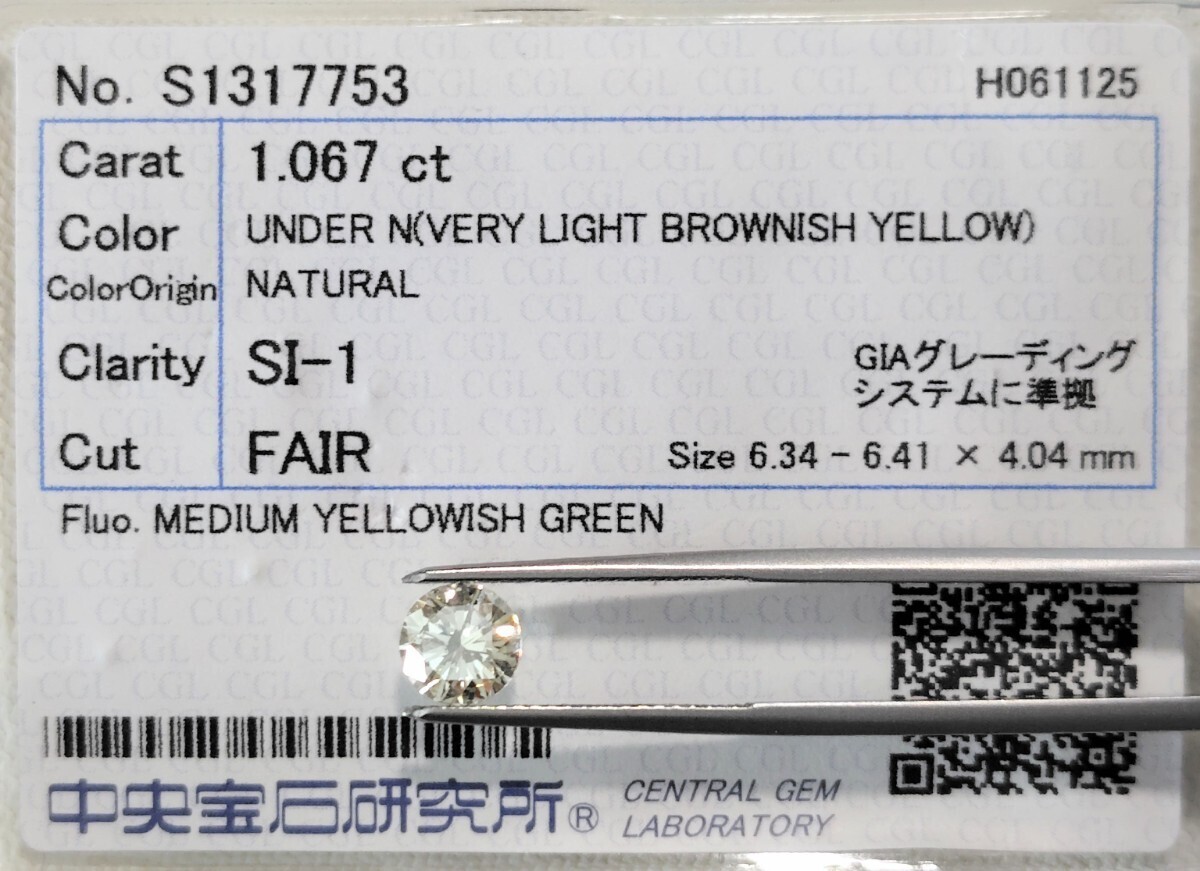 No. S1317753 H061125
Carat 1.067 ct
Color UNDER N(VERY LIGHT BROWNISH YELLOW)
ColorOrigin NATURAL
Clarity SI-1 GIAグレーディング
システムに準拠
Cut FAIR Size 6.34 - 6.41 × 4.04 mm
Fluo. MEDIUM YELLOWISH GREEN
中央宝石研究所® CENTRAL GEM
LABORATORY